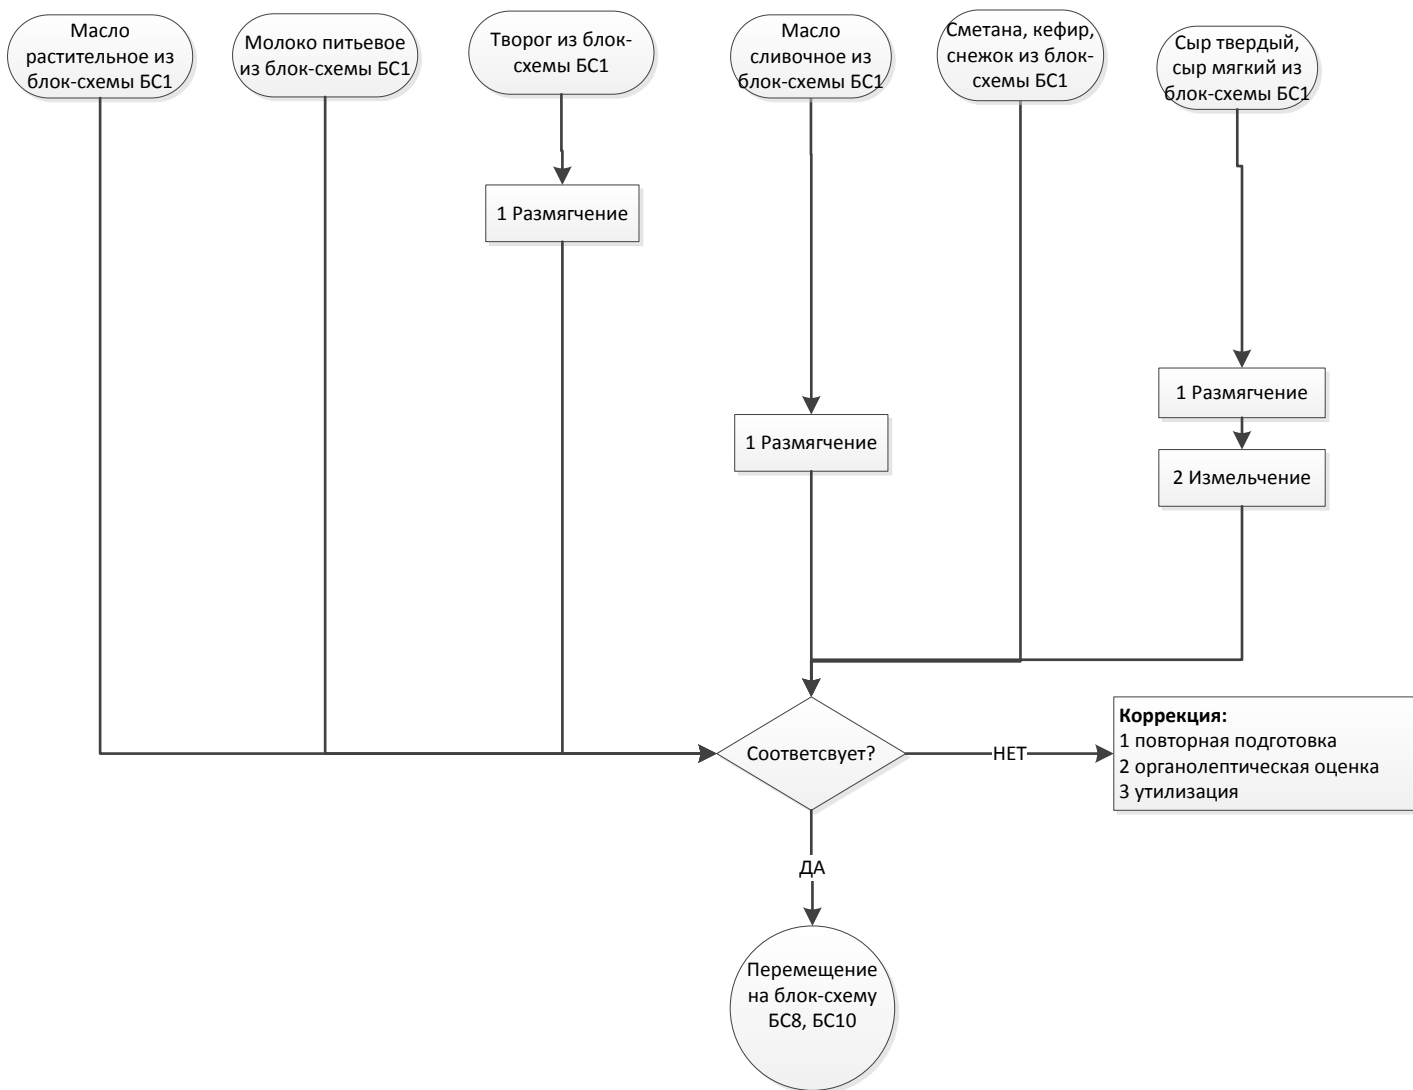 Масло
растительное из
блок-схемы БС1
Молоко питьевое
из блок-схемы БС1
Творог из блок-
схемы БС1
Масло
сливочное из
блок-схемы БС1
Сметана, кефир,
снежок из блок-
схемы БС1
Сыр твердый,
сыр мягкий из
блок-схемы БС1
1 Размягчение
1 Размягчение
1 Размягчение
2 Измельчение
Соответсвует?
НЕТ
Коррекция:
1 повторная подготовка
2 органолептическая оценка
3 утилизация
ДА
Перемещение
на блок-схему
БС8, БС10